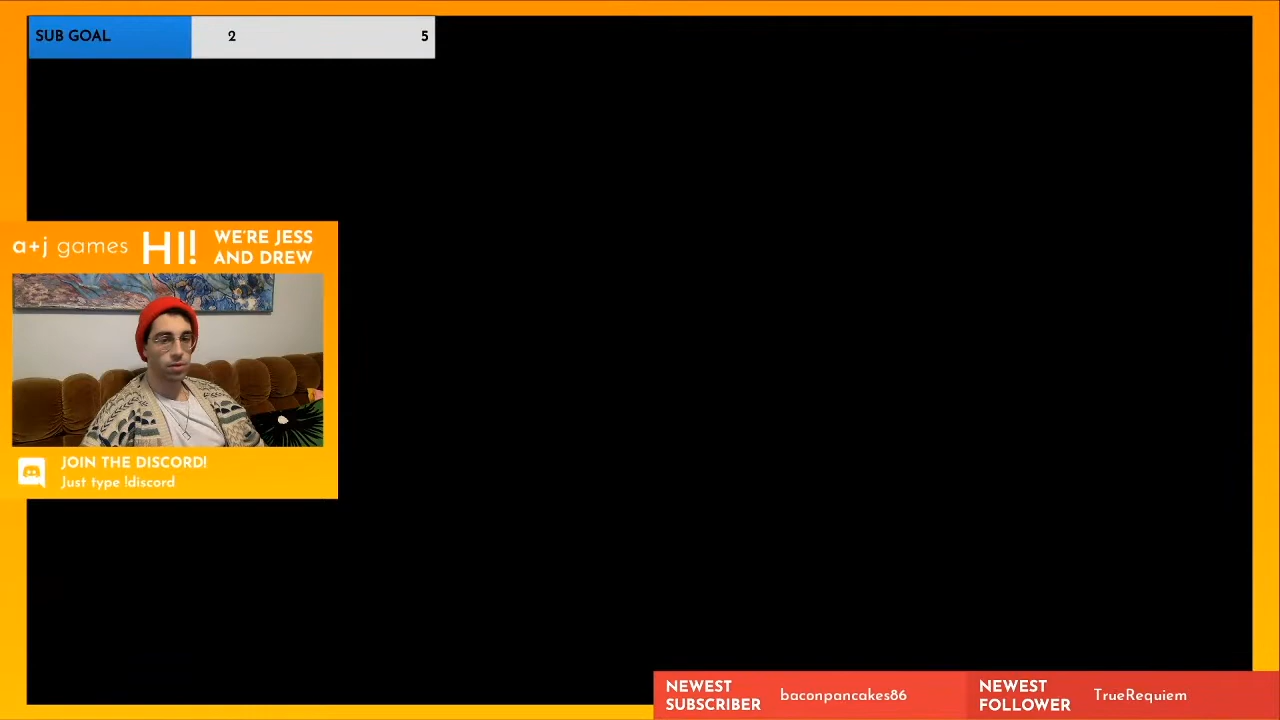 SUB GOAL 2 5
a+j games HI! WE'RE JESS
AND DREW
JOIN THE DISCORD!
Just type !discord
NEWEST
SUBSCRIBER
baconpancakes86
NEWEST
FOLLOWER
TrueRequiem